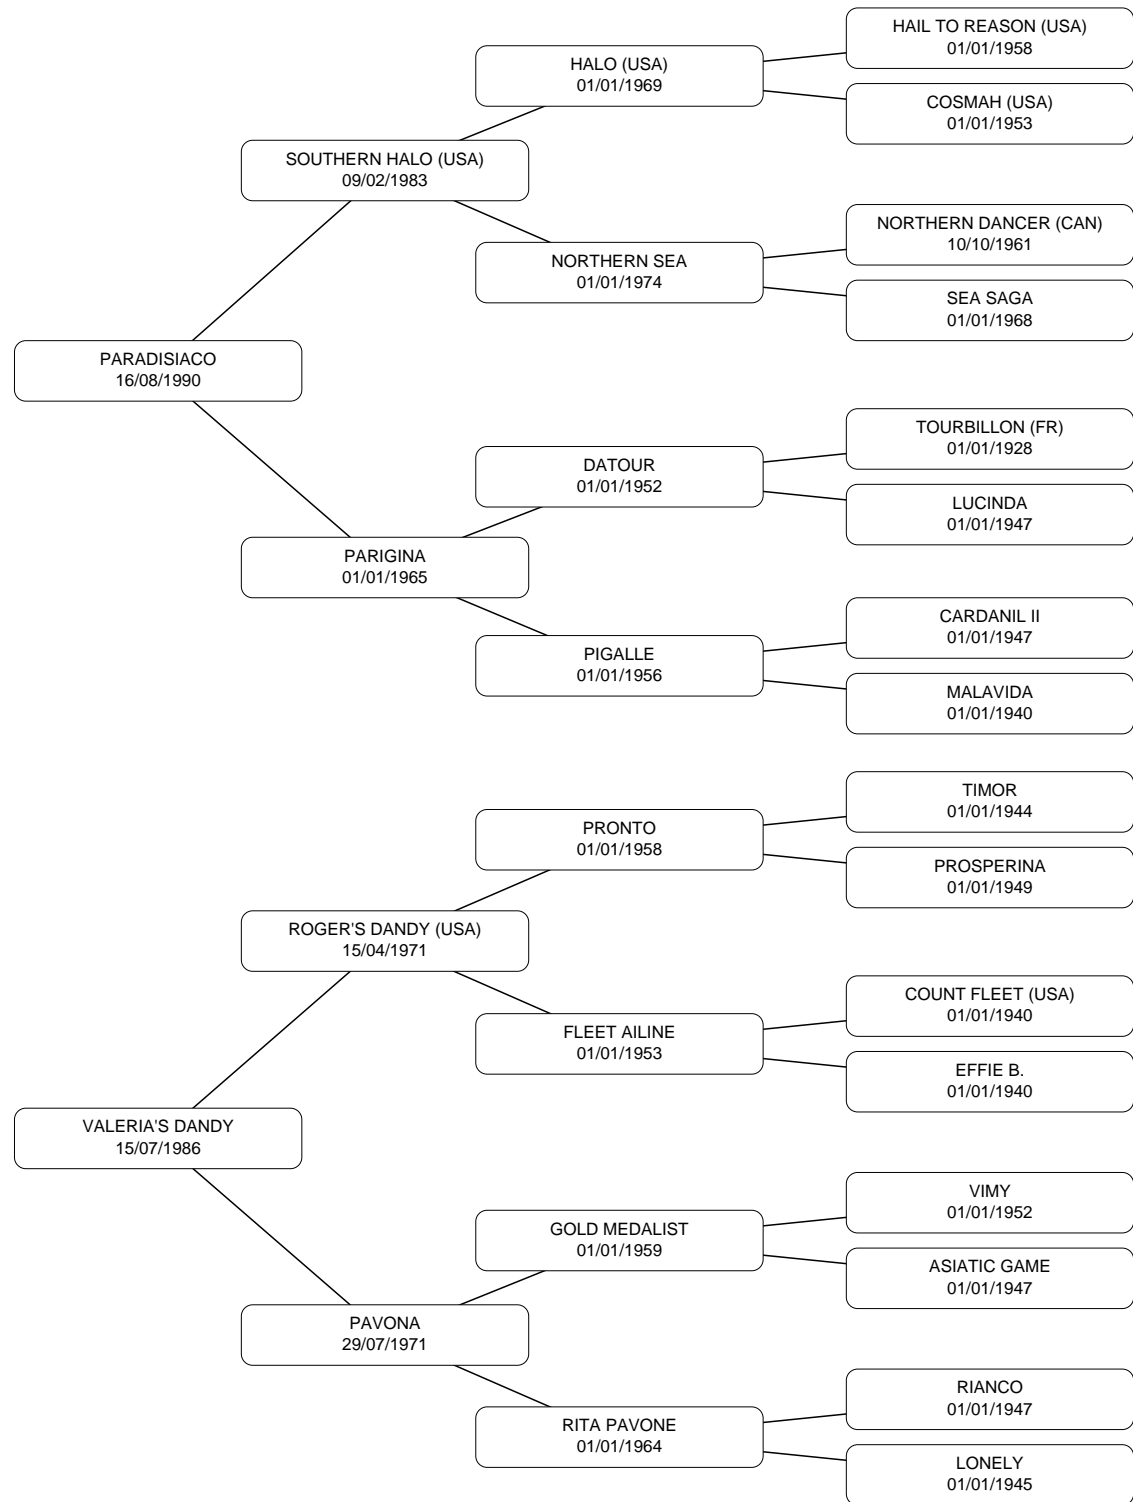 HAIL TO REASON (USA)
01/01/1958
HALO (USA)
01/01/1969
COSMAH (USA)
01/01/1953
SOUTHERN HALO (USA)
09/02/1983
NORTHERN DANCER (CAN)
10/10/1961
NORTHERN SEA
01/01/1974
SEA SAGA
01/01/1968
PARADISIACO
16/08/1990
TOURBILLON (FR)
01/01/1928
DATOUR
01/01/1952
LUCINDA
01/01/1947
PARIGINA
01/01/1965
CARDANIL II
01/01/1947
PIGALLE
01/01/1956
MALAVIDA
01/01/1940
TIMOR
01/01/1944
PRONTO
01/01/1958
PROSPERINA
01/01/1949
ROGER'S DANDY (USA)
15/04/1971
COUNT FLEET (USA)
01/01/1940
FLEET AILINE
01/01/1953
EFFIE B.
01/01/1940
VALERIA'S DANDY
15/07/1986
VIMY
01/01/1952
GOLD MEDALIST
01/01/1959
ASIATIC GAME
01/01/1947
PAVONA
29/07/1971
RIANCO
01/01/1947
RITA PAVONE
01/01/1964
LONELY
01/01/1945